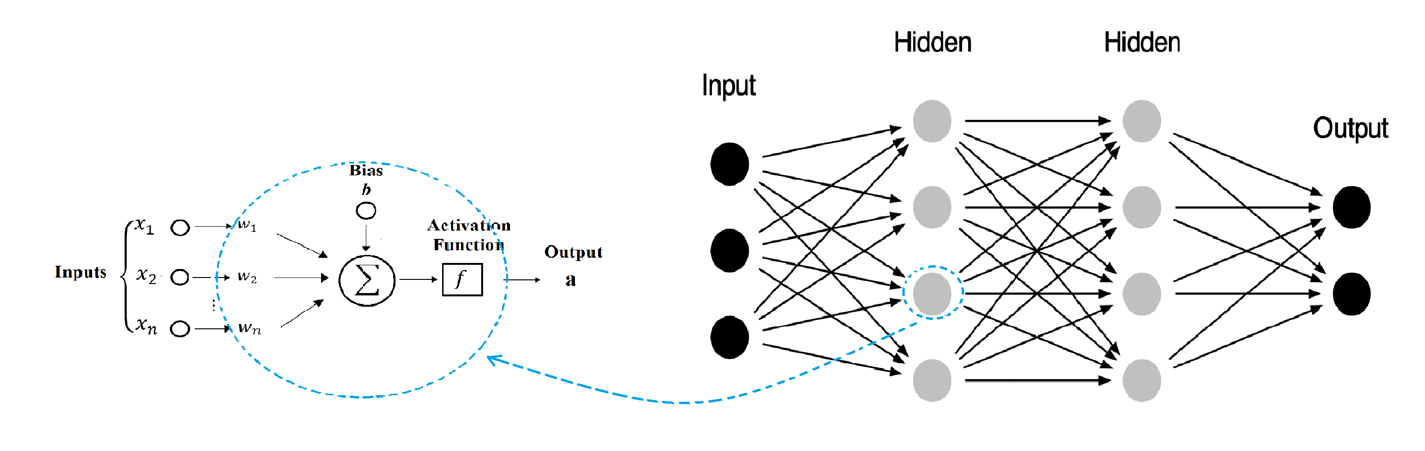 Hidden
Hidden
Input
Output
Bias
b
Activation
Function
Output
a
Inputs
x₁
x₂
⋮
xₙ
w₁
w₂
wₙ
Σ
f